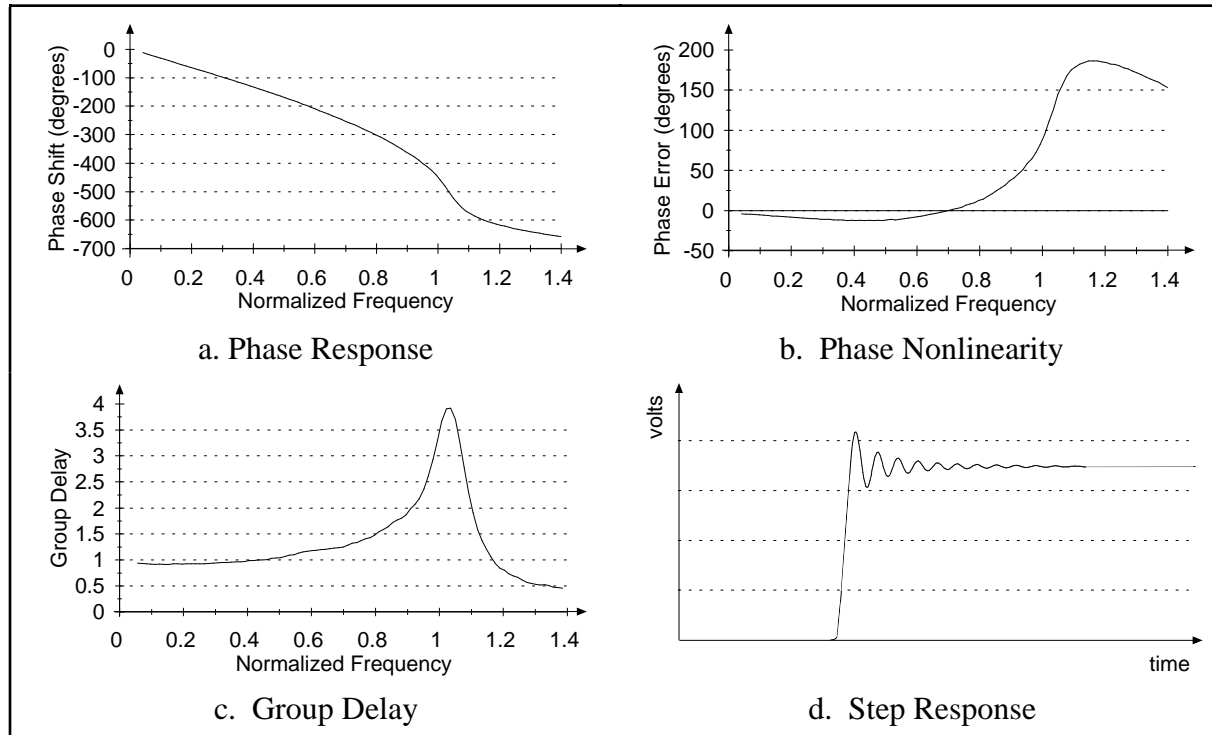 Phase Shift (degrees)
0
-100
-200
-300
-400
-500
-600
-700
0 0.2 0.4 0.6 0.8 1 1.2 1.4
Normalized Frequency
a. Phase Response
Phase Error (degrees)
200
150
100
50
0
-50
0 0.2 0.4 0.6 0.8 1 1.2 1.4
Normalized Frequency
b. Phase Nonlinearity
Group Delay
4
3.5
3
2.5
2
1.5
1
0.5
0
0 0.2 0.4 0.6 0.8 1 1.2 1.4
Normalized Frequency
c. Group Delay
volts
time
d. Step Response